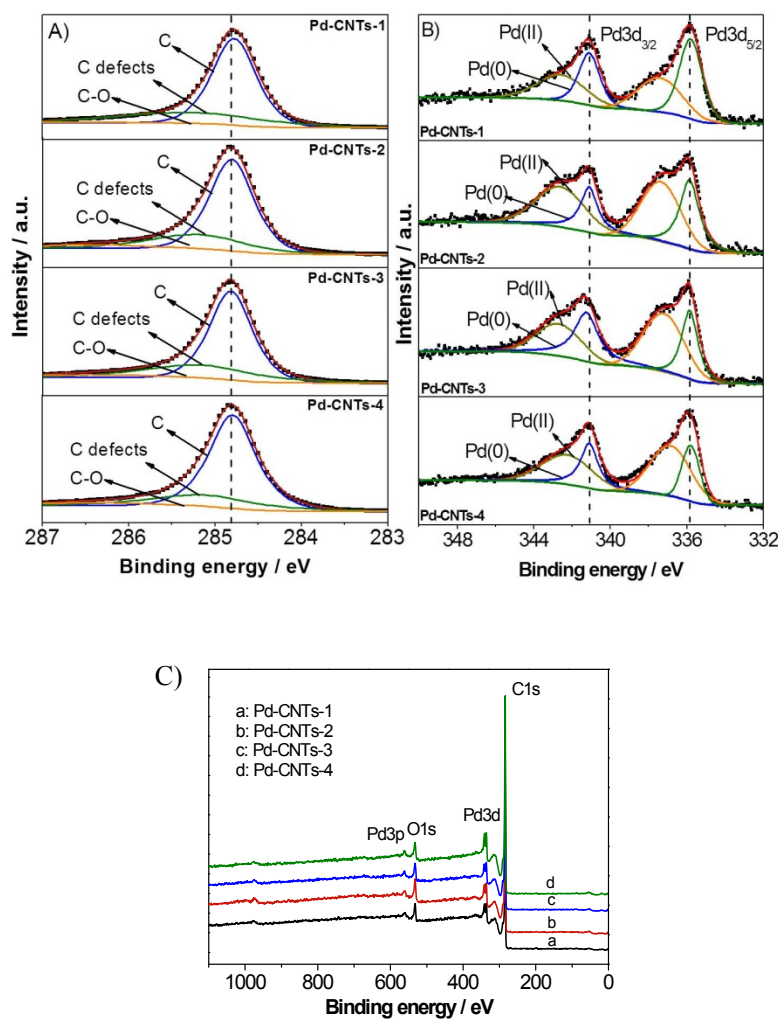 A)
Pd-CNTs-1
C
C defects
C-O
Pd-CNTs-2
C
C defects
C-O
Pd-CNTs-3
C
C defects
C-O
Pd-CNTs-4
C
C defects
C-O
Intensity / a.u.
287 286 285 284 283
Binding energy / eV
B)
Pd(II)
Pd3d3/2
Pd3d5/2
Pd(0)
Pd-CNTs-1
Pd(II)
Pd(0)
Pd-CNTs-2
Pd(II)
Pd(0)
Pd-CNTs-3
Pd(II)
Pd(0)
Pd-CNTs-4
Intensity / a.u.
348 344 340 336 332
Binding energy / eV
C)
C1s
a: Pd-CNTs-1
b: Pd-CNTs-2
c: Pd-CNTs-3
d: Pd-CNTs-4
Pd3p
O1s
Pd3d
d
c
b
a
Intensity / a.u.
1000 800 600 400 200 0
Binding energy / eV